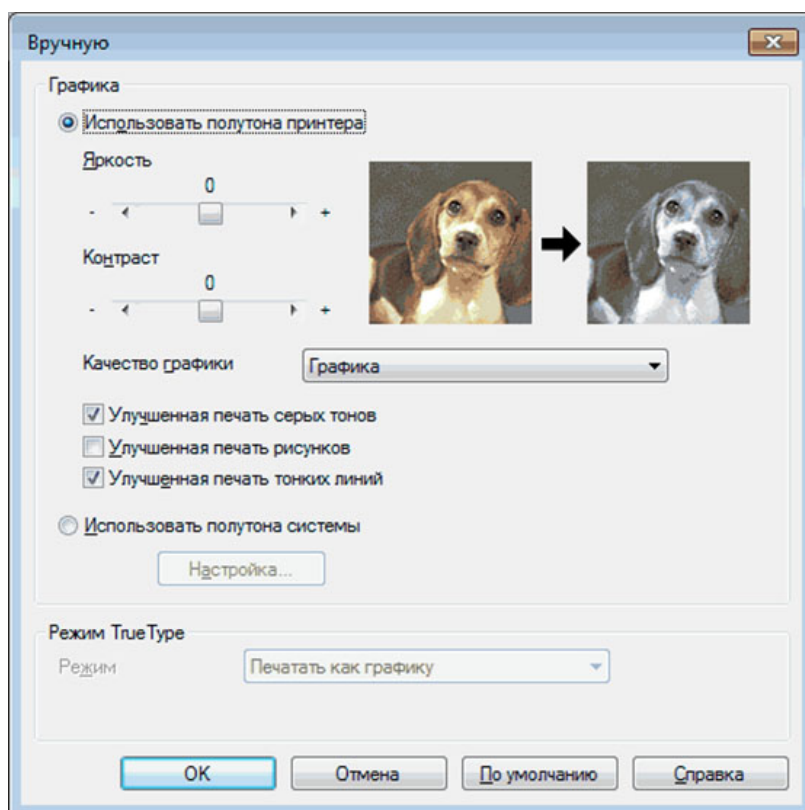 Вручную
Графика
Использовать полутона принтера
Яркость
0
- +
Контраст
0
- +
Качество графики Графика
Улучшенная печать серых тонов
Улучшенная печать рисунков
Улучшенная печать тонких линий
Использовать полутона системы
Настройка...
Режим TrueType
Режим Печатать как графику
OK Отмена По умолчанию Справка